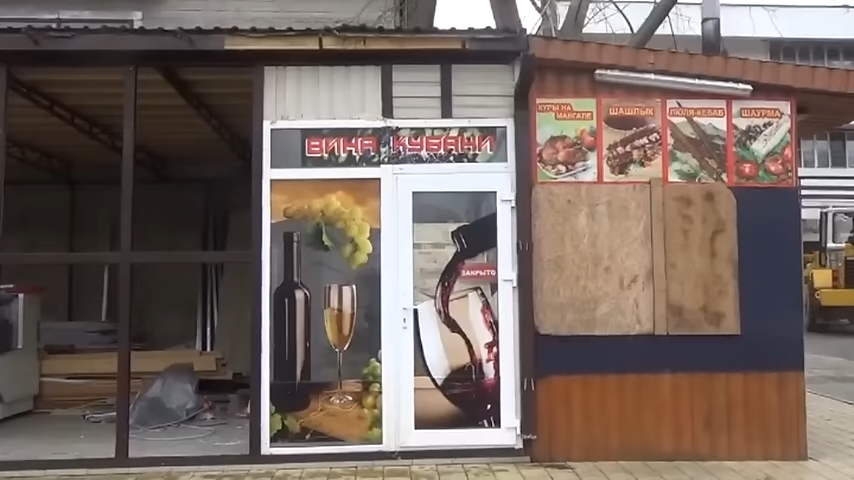 ВИНА КУБАНИ
ЗАКРЫТО
КУРЫ НА
МАНГАЛЕ
ШАШЛЫК
ЛЮЛЯ-КЕБАБ
ШАУРМА